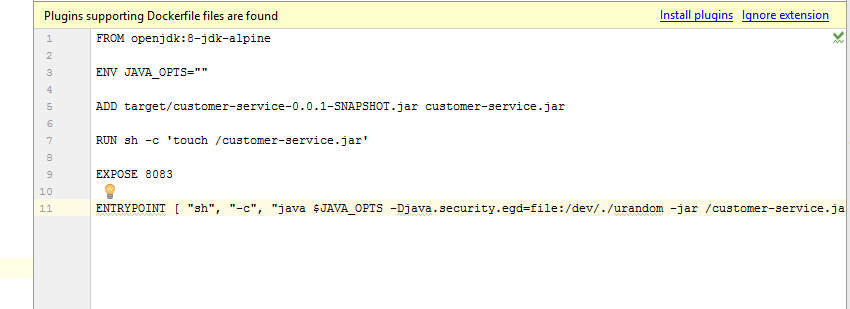 Plugins supporting Dockerfile files are found Install plugins Ignore extension
1 FROM openjdk:8-jdk-alpine
2
3 ENV JAVA_OPTS=""
4
5 ADD target/customer-service-0.0.1-SNAPSHOT.jar customer-service.jar
6
7 RUN sh -c 'touch /customer-service.jar'
8
9 EXPOSE 8083
10
11 ENTRYPOINT [ "sh", "-c", "java $JAVA_OPTS -Djava.security.egd=file:/dev/./urandom -jar /customer-service.ja